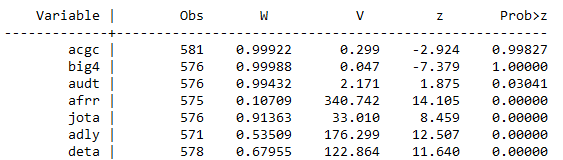 Variable | Obs W V z Prob>z
-------------+------------------------------------------------------
acgc | 581 0.99922 0.299 -2.924 0.99827
big4 | 576 0.99988 0.047 -7.379 1.00000
audt | 576 0.99432 2.171 1.875 0.03041
afrr | 575 0.10709 340.742 14.105 0.00000
jota | 576 0.91363 33.010 8.459 0.00000
adly | 571 0.53509 176.299 12.507 0.00000
deta | 578 0.67955 122.864 11.640 0.00000